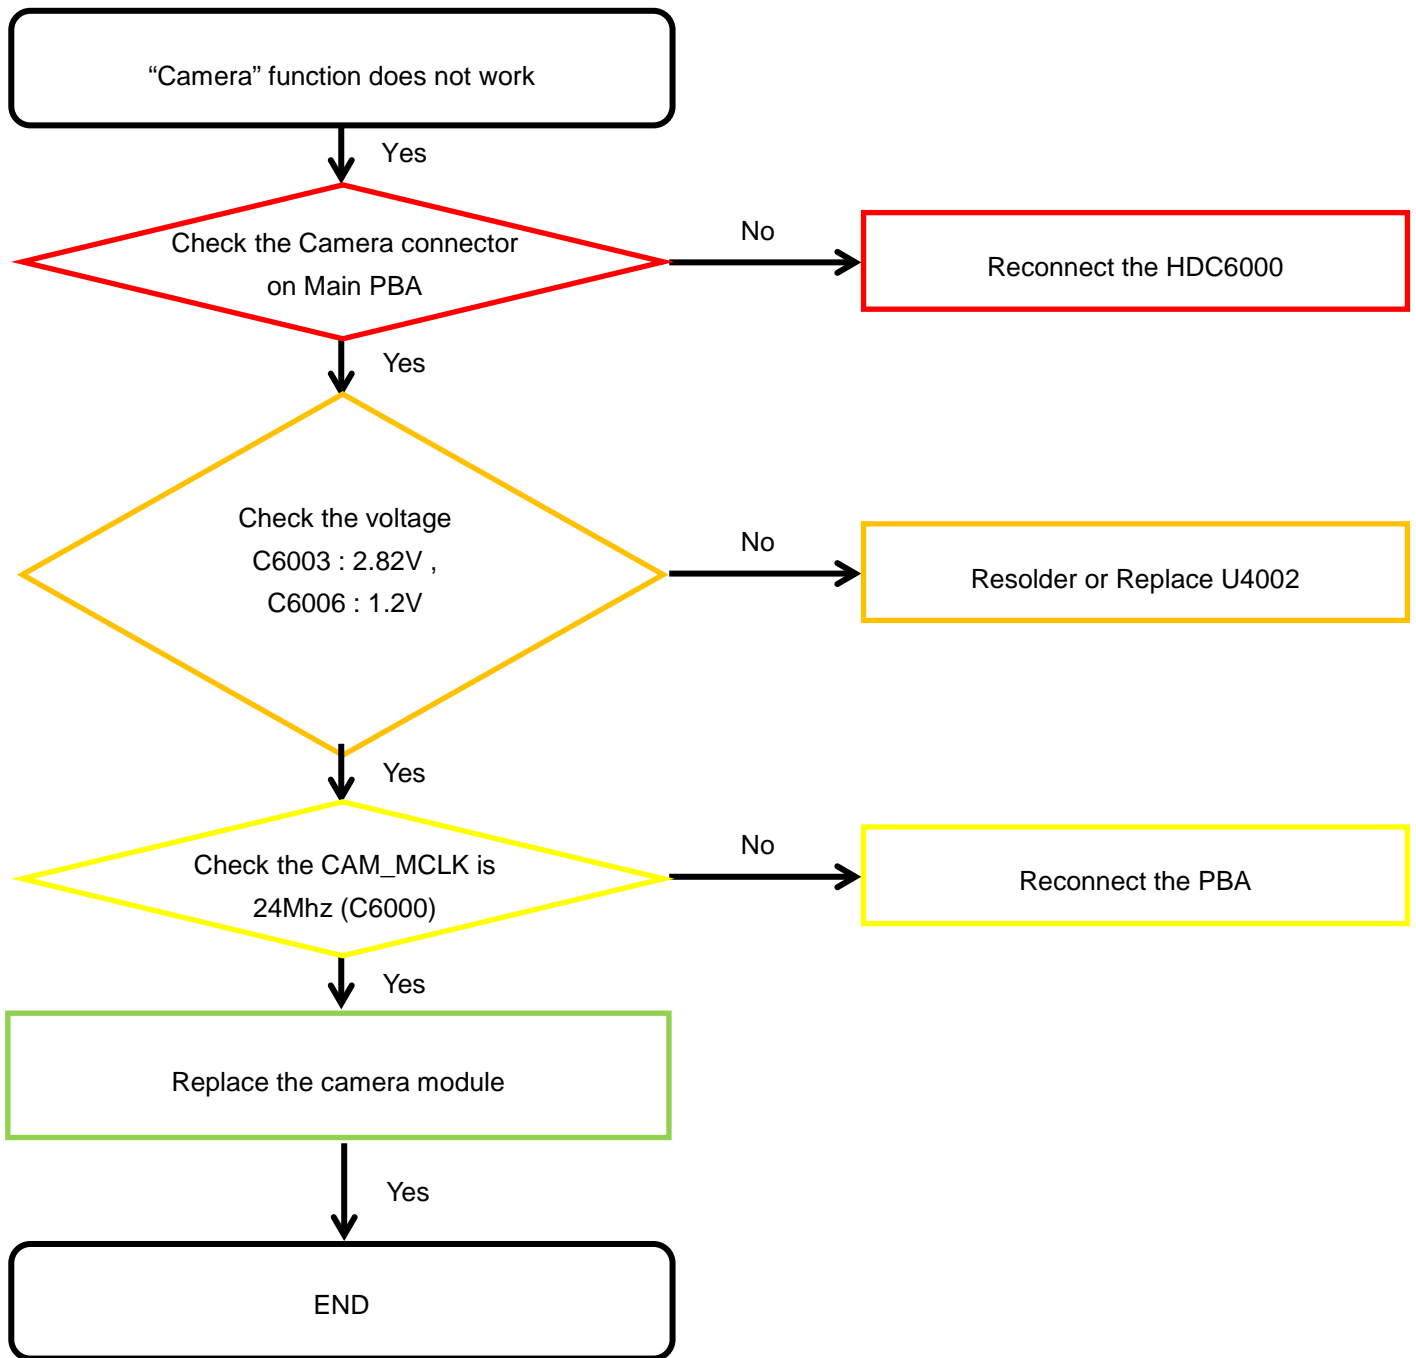 “Camera” function does not work
Yes
Check the Camera connector
on Main PBA
No
Reconnect the HDC6000
Yes
Check the voltage
C6003 : 2.82V ,
C6006 : 1.2V
No
Resolder or Replace U4002
Yes
Check the CAM_MCLK is
24Mhz (C6000)
No
Reconnect the PBA
Yes
Replace the camera module
Yes
END